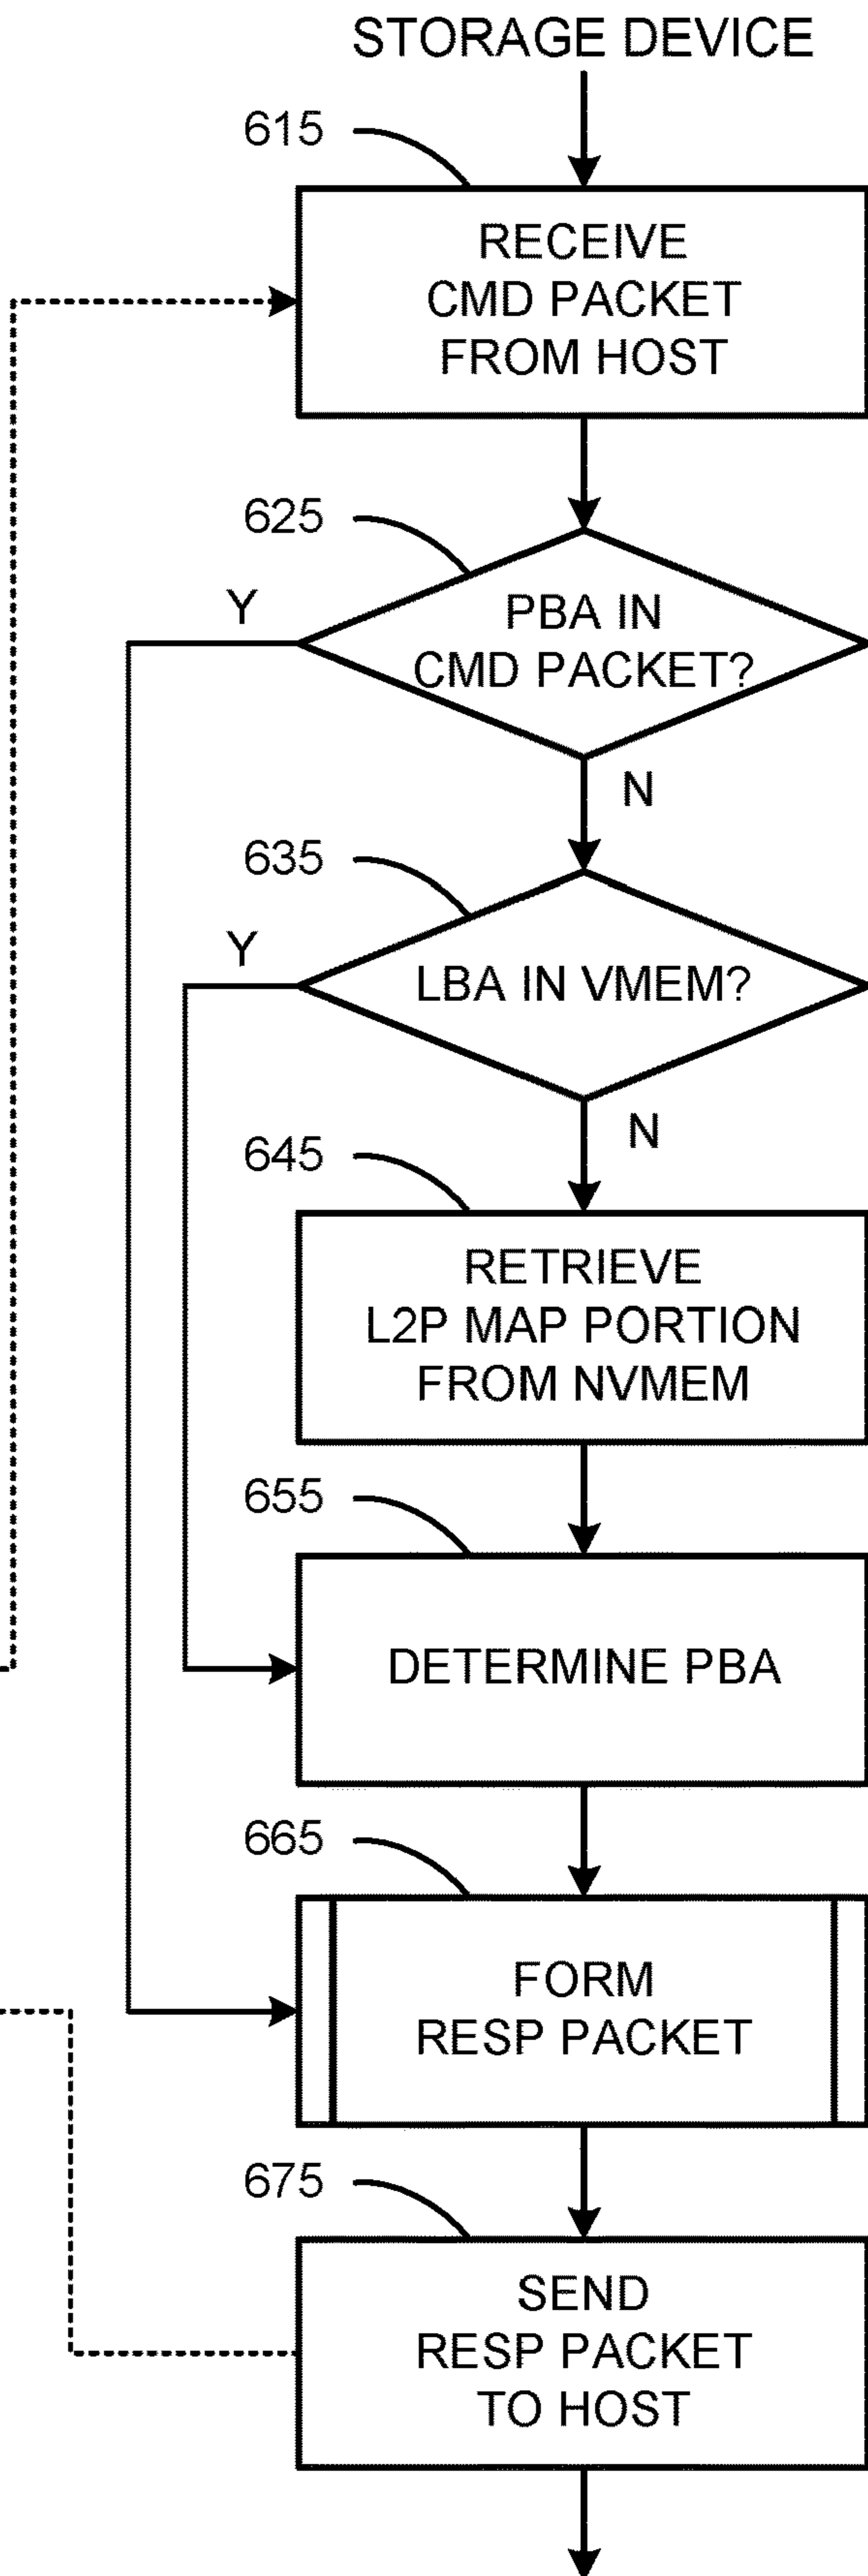 STORAGE DEVICE
615
RECEIVE
CMD PACKET
FROM HOST
625
Y
PBA IN
CMD PACKET?
N
635
Y
LBA IN VMEM?
N
645
RETRIEVE
L2P MAP PORTION
FROM NVMEM
655
DETERMINE PBA
665
FORM
RESP PACKET
675
SEND
RESP PACKET
TO HOST